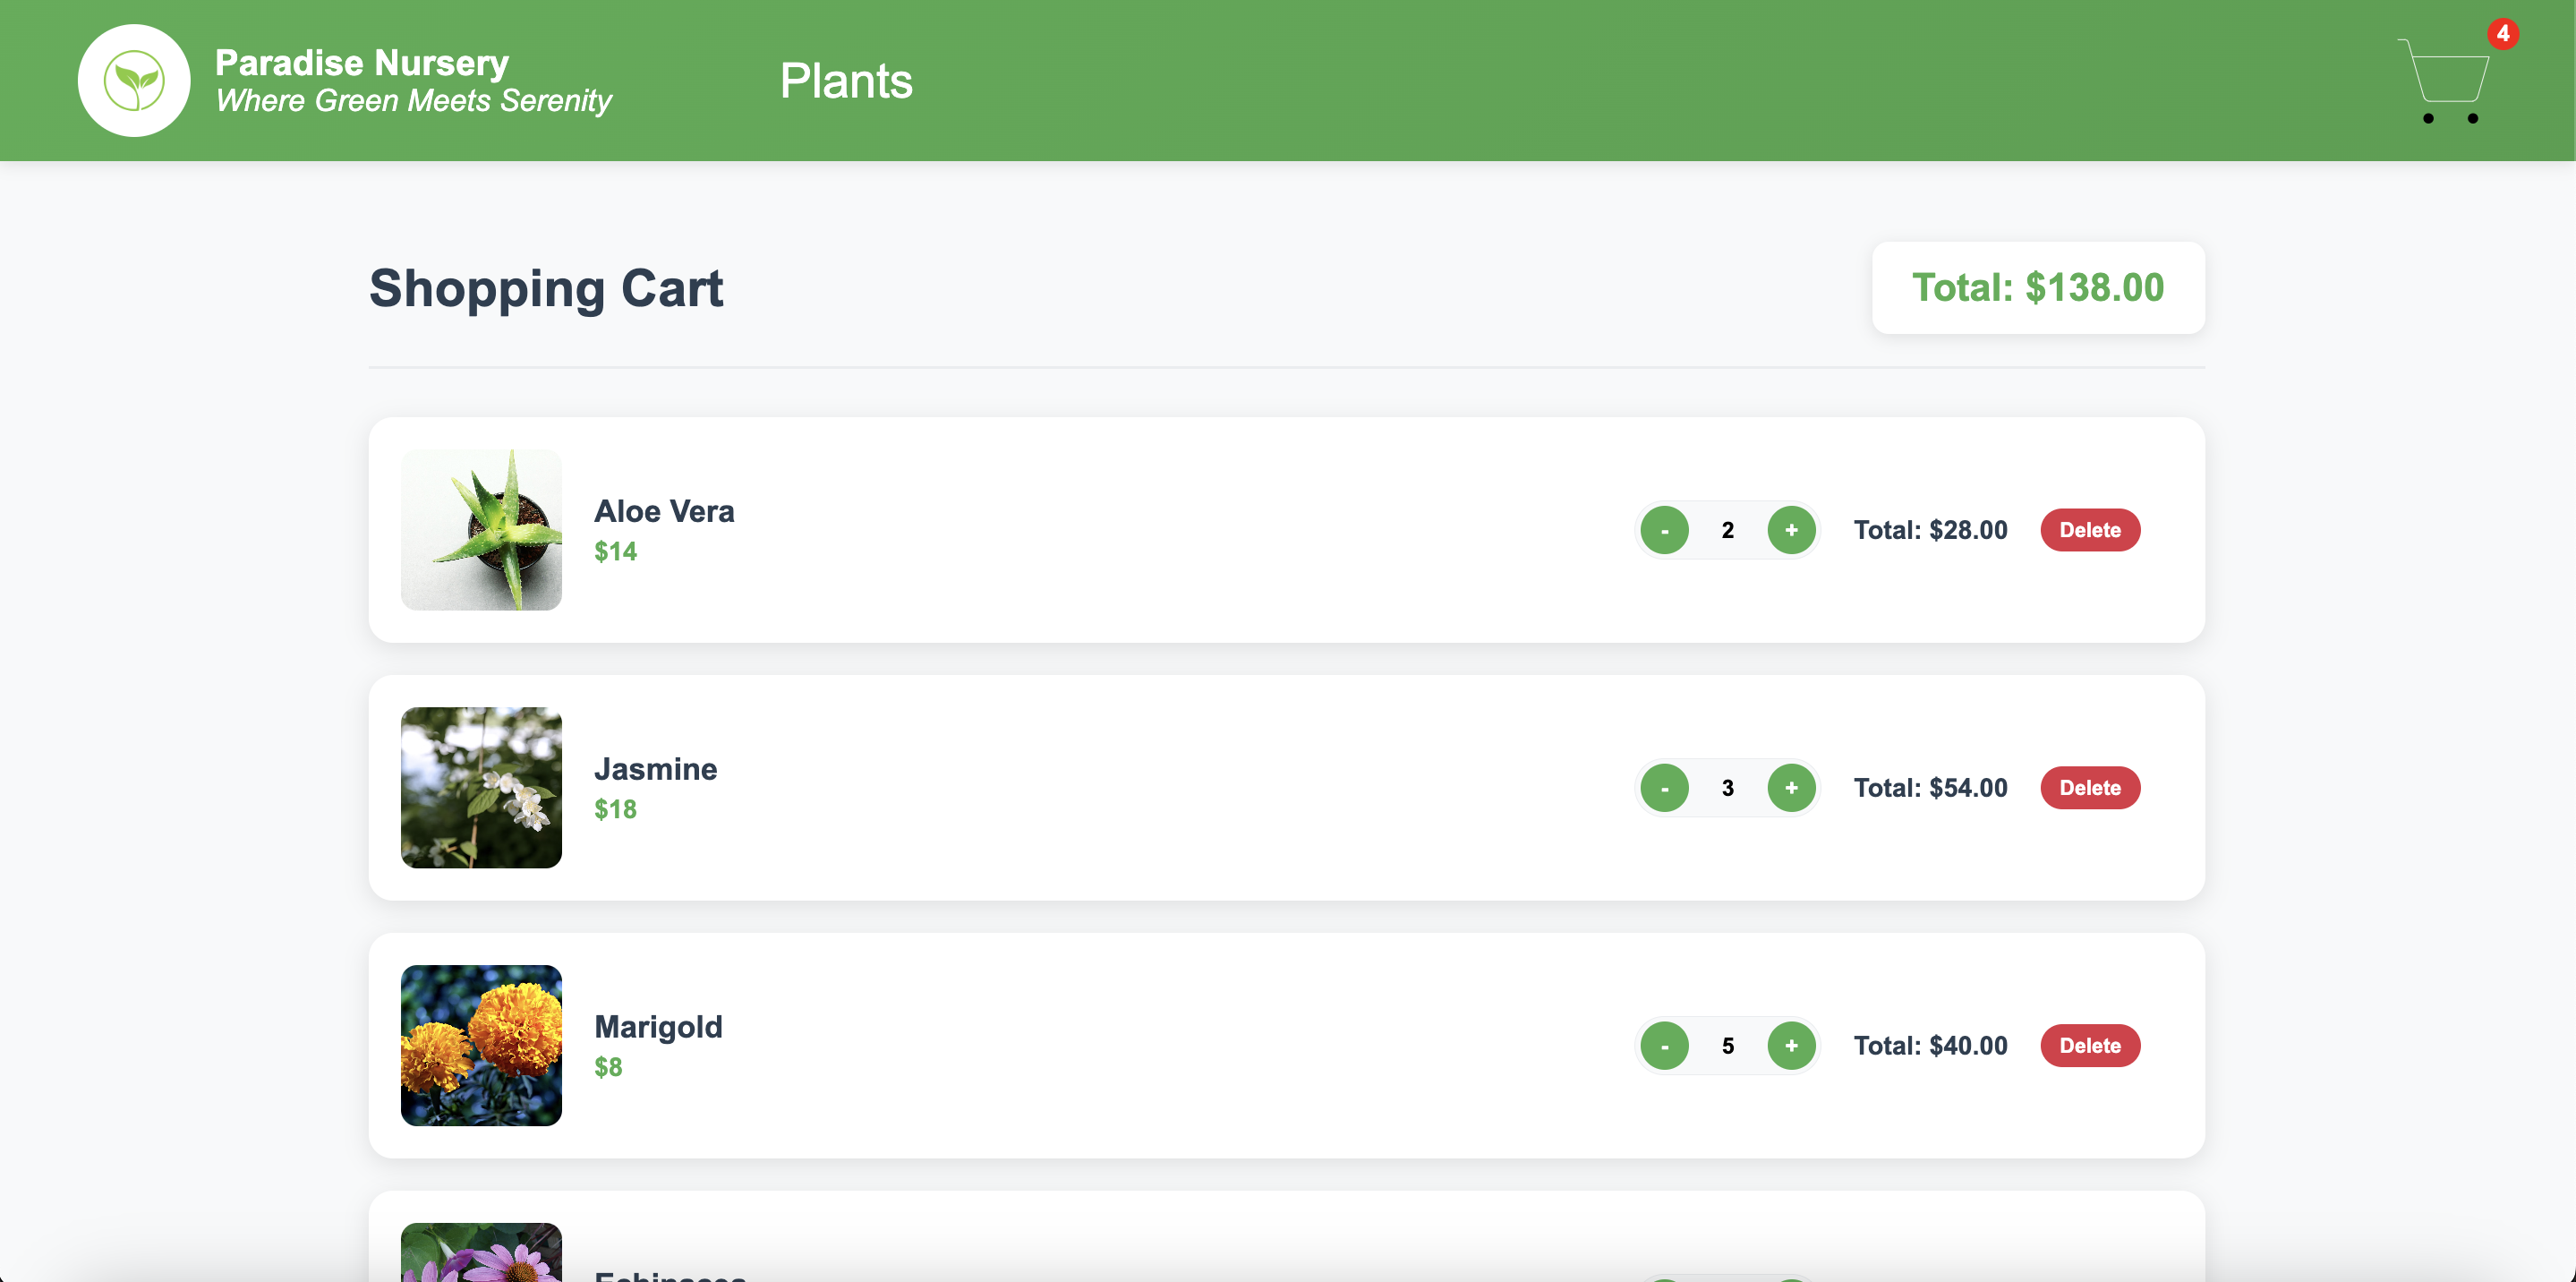 Paradise Nursery
Where Green Meets Serenity
Plants
4
Shopping Cart
Total: $138.00
Aloe Vera
$14
- 2 +
Total: $28.00
Delete
Jasmine
$18
- 3 +
Total: $54.00
Delete
Marigold
$8
- 5 +
Total: $40.00
Delete
Echinacea